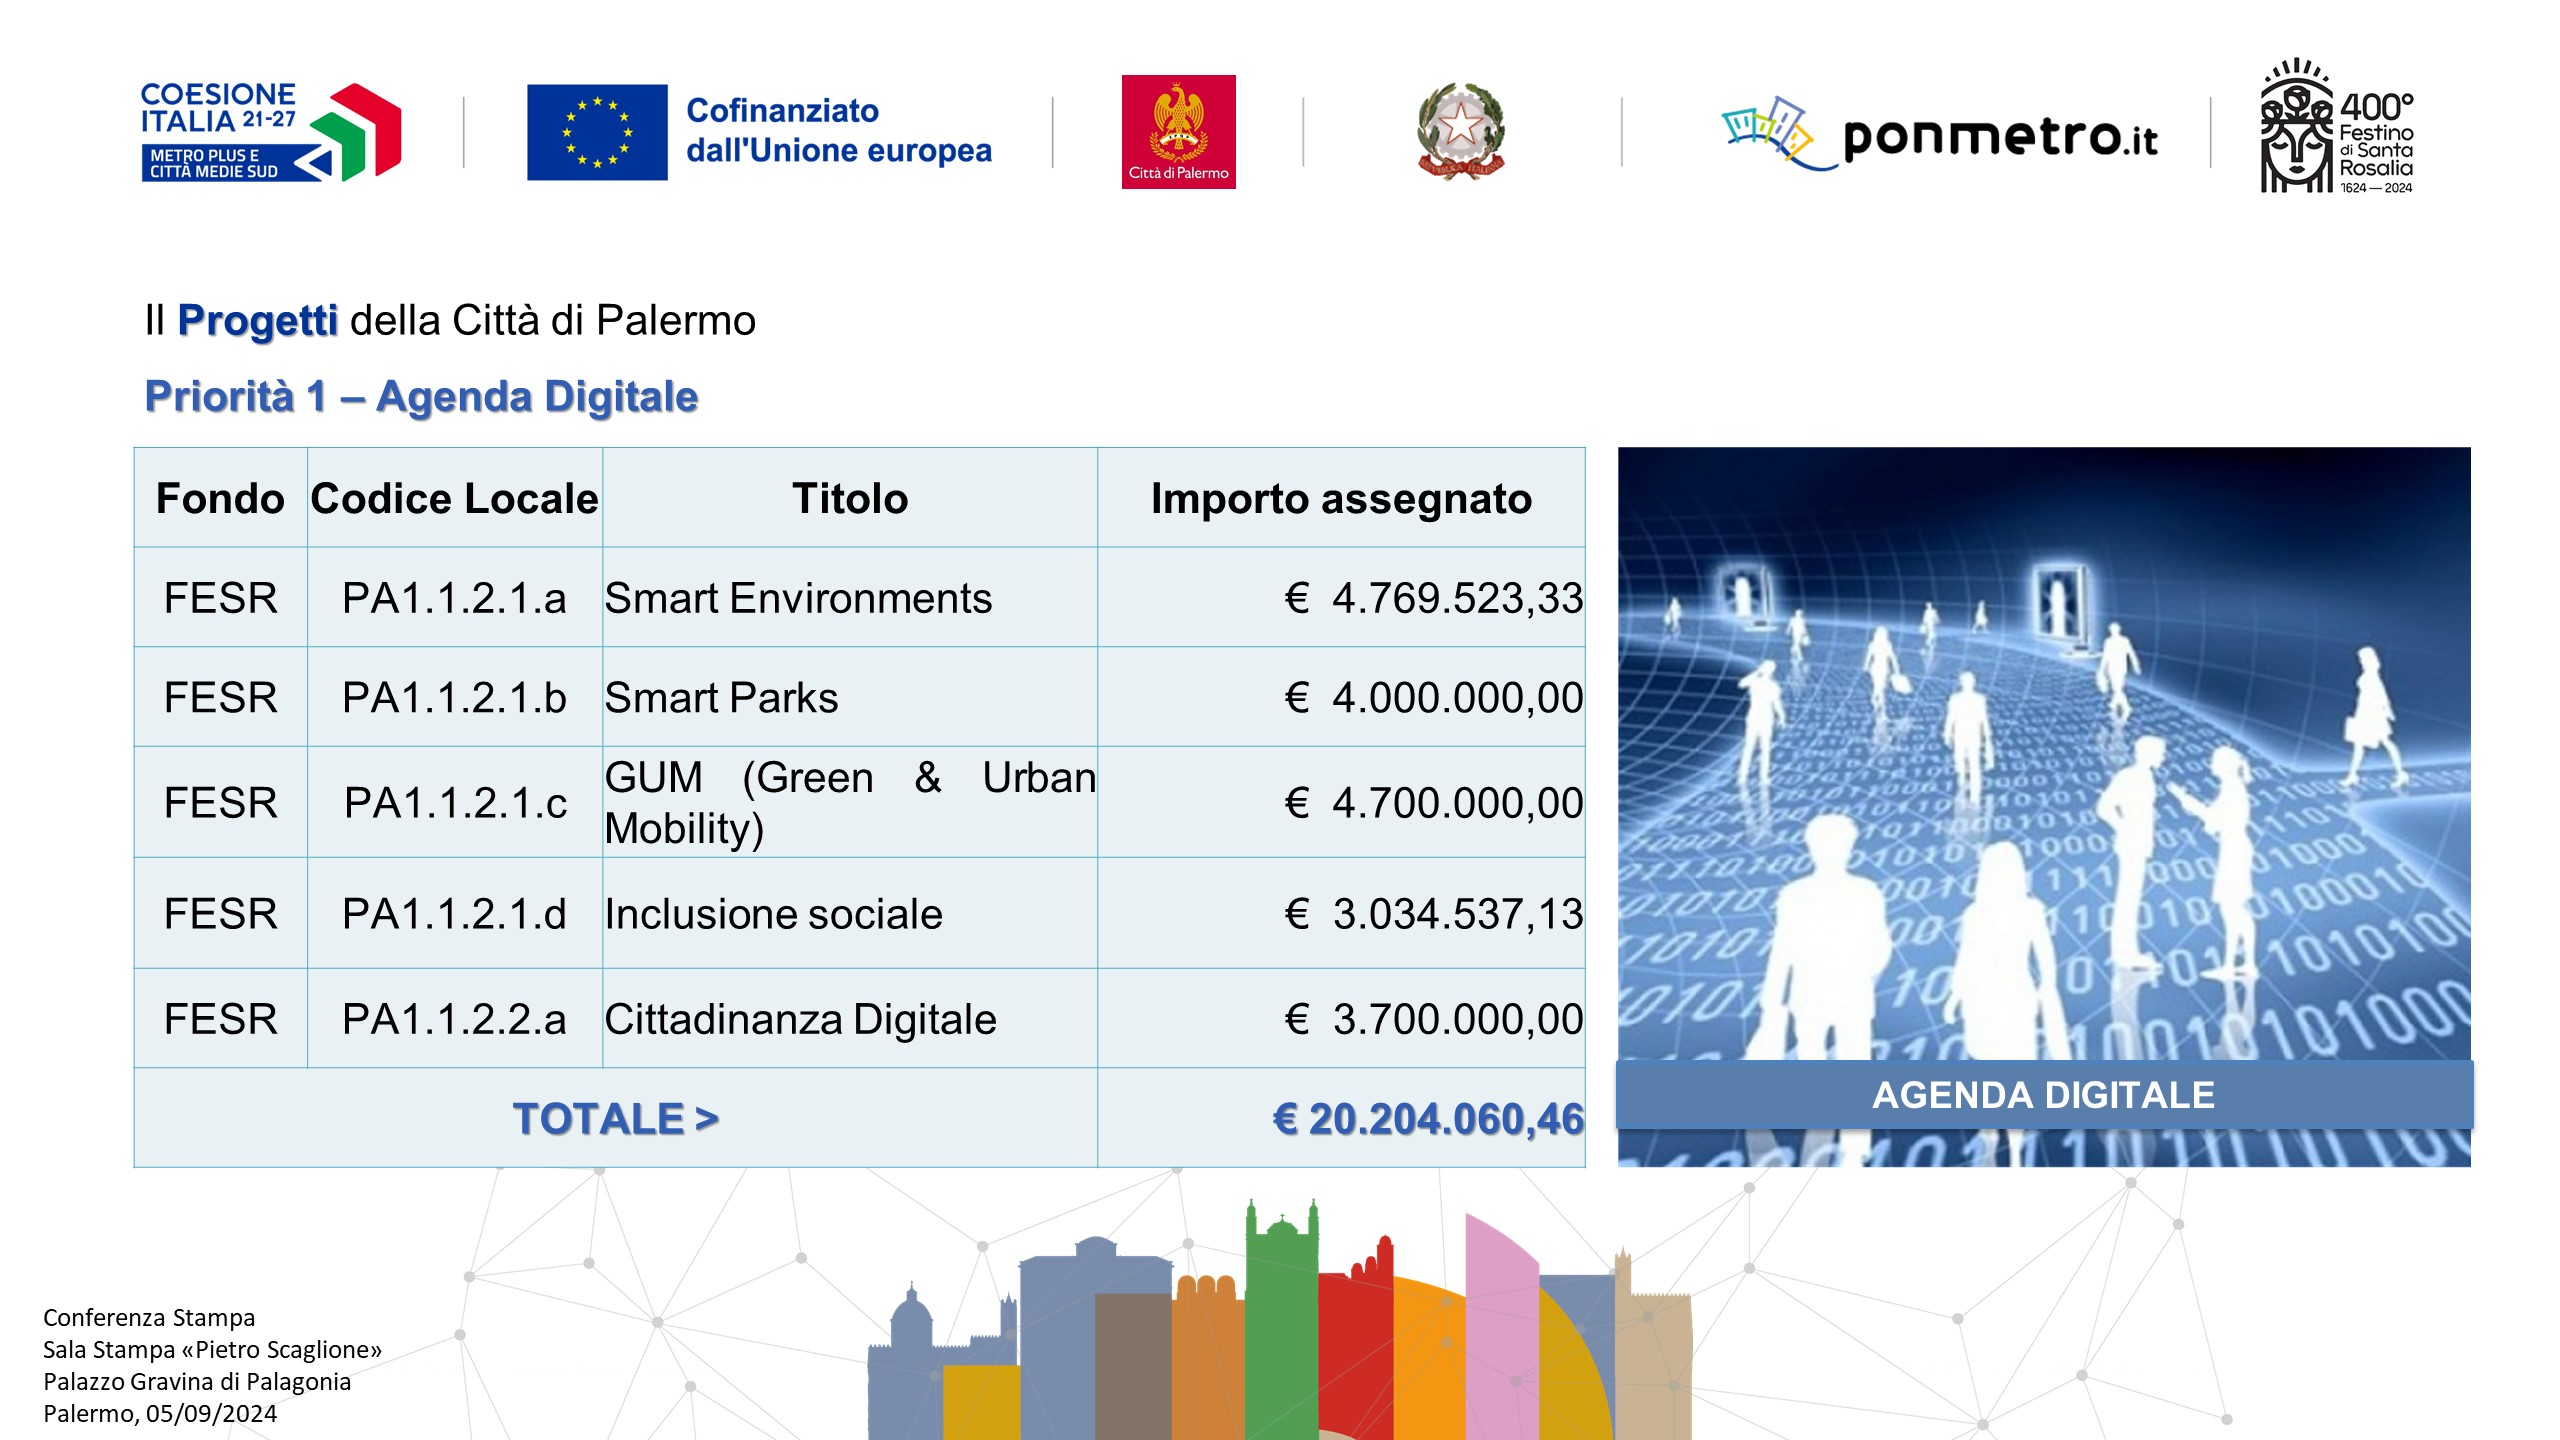 COESIONE
ITALIA 21-27
METRO PLUS E
CITTÀ MEDIE SUD
Cofinanziato
dall'Unione europea
Città di Palermo
ponmetro.it
400°
Festino
di Santa
Rosalia
1624 — 2024
Il Progetti della Città di Palermo
Priorità 1 – Agenda Digitale
Fondo Codice Locale Titolo Importo assegnato
FESR PA1.1.2.1.a Smart Environments € 4.769.523,33
FESR PA1.1.2.1.b Smart Parks € 4.000.000,00
FESR PA1.1.2.1.c GUM (Green & Urban Mobility) € 4.700.000,00
FESR PA1.1.2.1.d Inclusione sociale € 3.034.537,13
FESR PA1.1.2.2.a Cittadinanza Digitale € 3.700.000,00
TOTALE > € 20.204.060,46
AGENDA DIGITALE
Conferenza Stampa
Sala Stampa «Pietro Scaglione»
Palazzo Gravina di Palagonia
Palermo, 05/09/2024